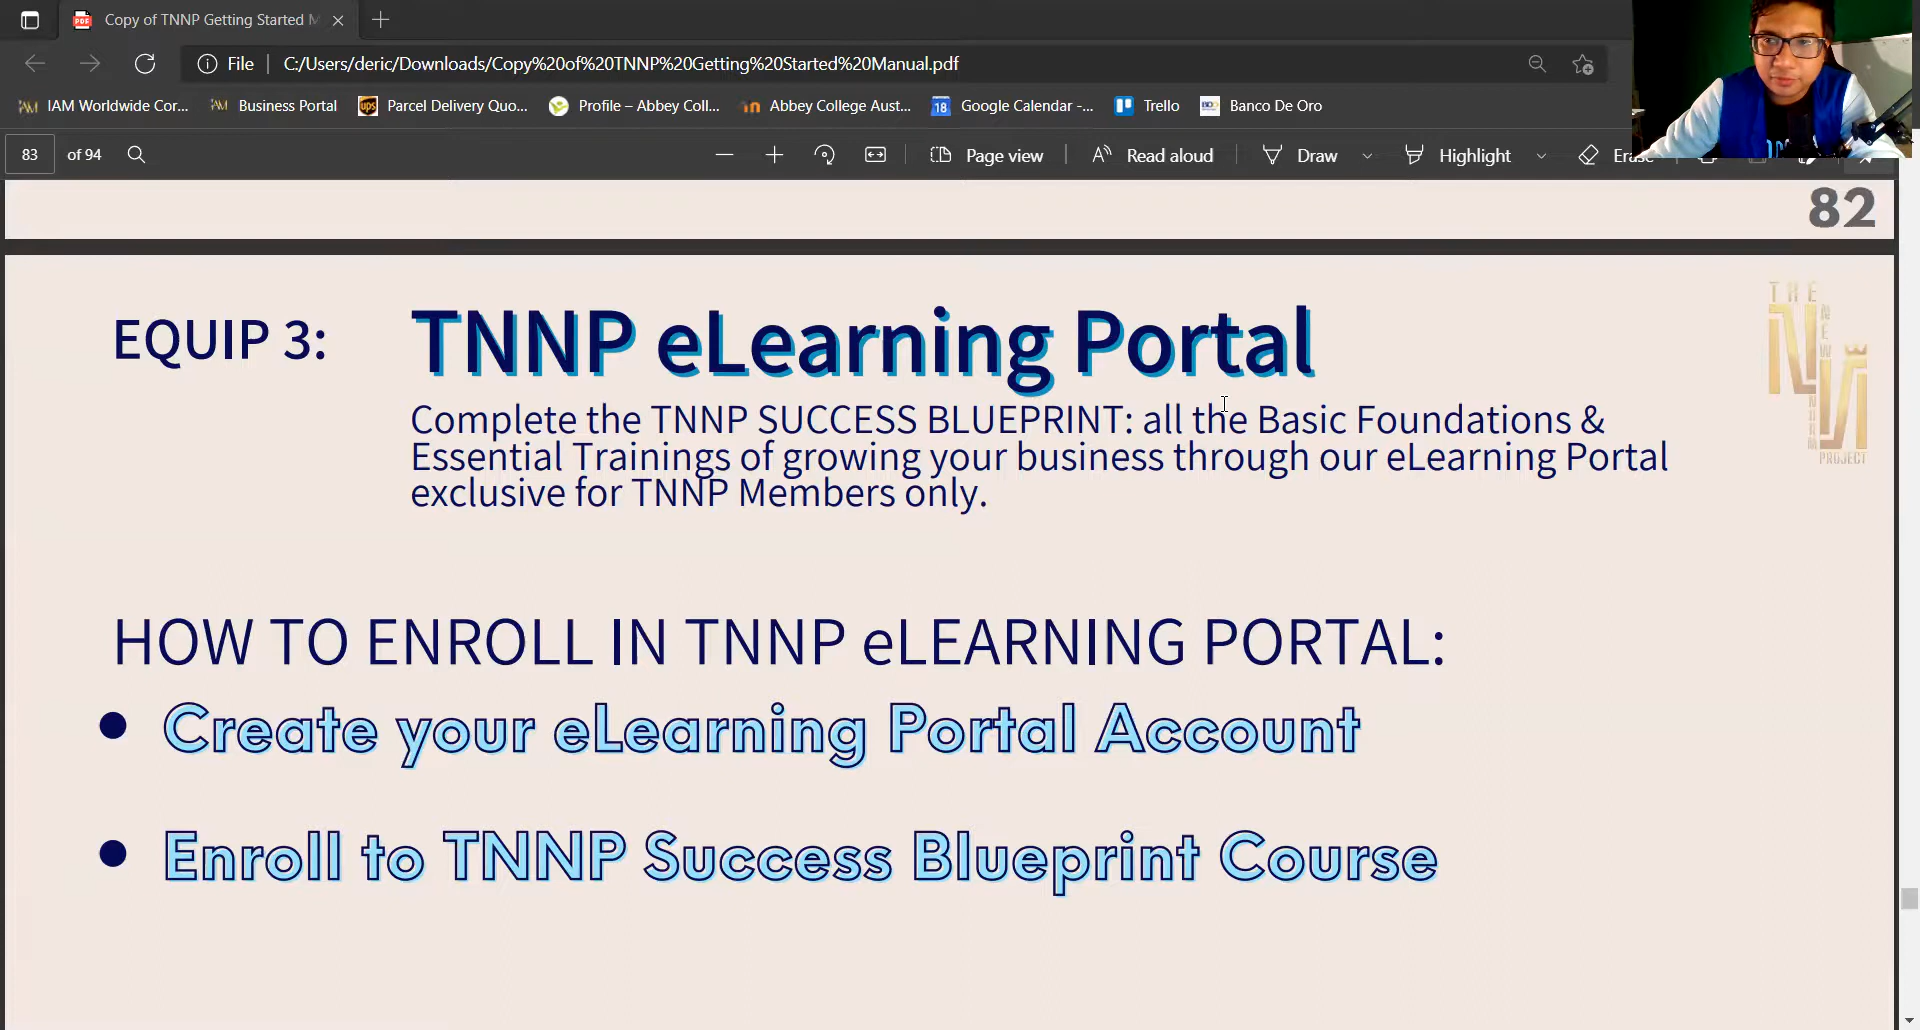 Copy of TNNP Getting Started M
File
C:/Users/deric/Downloads/Copy%20of%20TNNP%20Getting%20Started%20Manual.pdf
IAM Worldwide Cor...
Business Portal
Parcel Delivery Quo...
Profile – Abbey Coll...
Abbey College Aust...
Google Calendar -...
Trello
Banco De Oro
83 of 94
Page view
Read aloud
Draw
Highlight
82
EQUIP 3: TNNP eLearning Portal
Complete the TNNP SUCCESS BLUEPRINT: all the Basic Foundations &
Essential Trainings of growing your business through our eLearning Portal
exclusive for TNNP Members only.
THE
NEW
NORM
PROJECT
HOW TO ENROLL IN TNNP eLEARNING PORTAL:
• Create your eLearning Portal Account
• Enroll to TNNP Success Blueprint Course